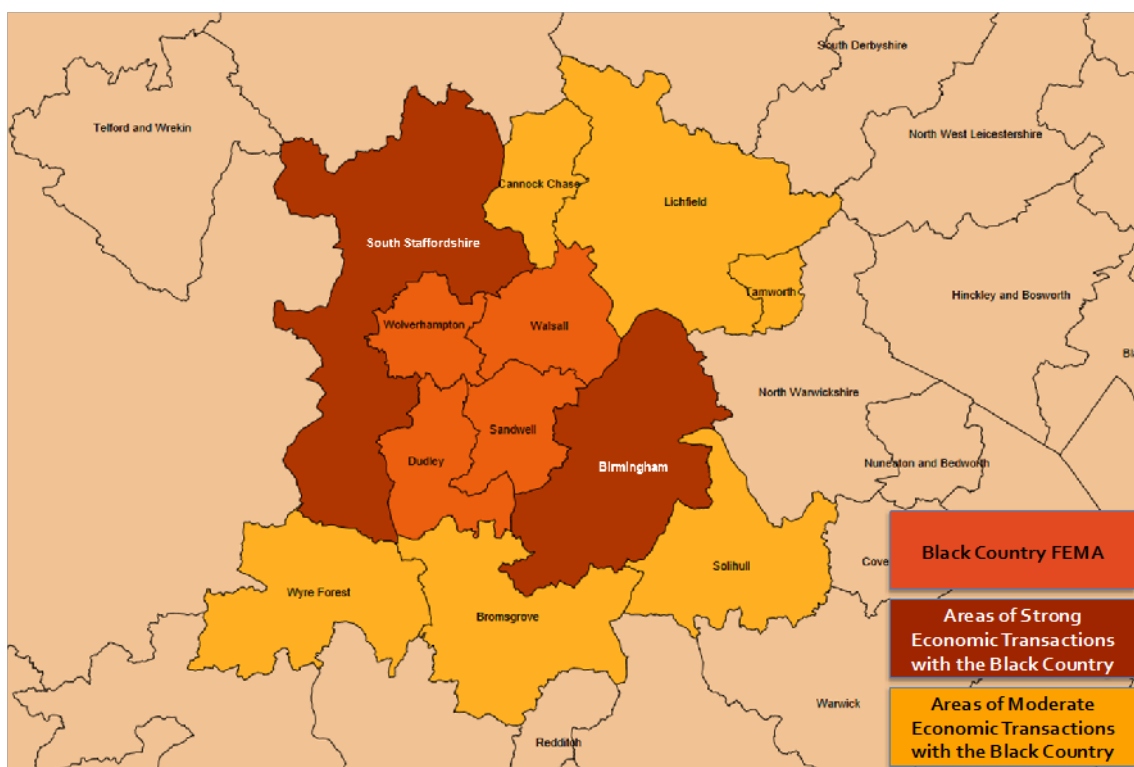 South Derbyshire
Telford and Wrekin
North West Leicestershire
Cannock Chase
Lichfield
South Staffordshire
Tamworth
Hinckley and Bosworth
Wolverhampton
Walsall
North Warwickshire
Sandwell
Dudley
Birmingham
Nuneaton and Bedworth
Solihull
Wyre Forest
Bromsgrove
Warwick
Redditch
Black Country FEMA
Areas of Strong
Economic Transactions
with the Black Country
Areas of Moderate
Economic Transactions
with the Black Country